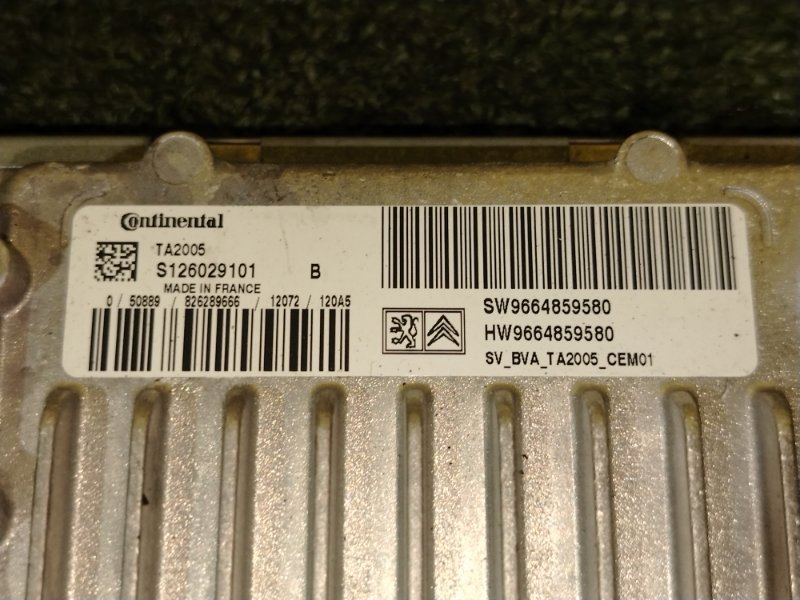 Continental
TA2005
S126029101 B
MADE IN FRANCE
0 / 50889 / 826289666 / 12072 / 120A5
SW9664859580
HW9664859580
SV_BVA_TA2005_CEM01